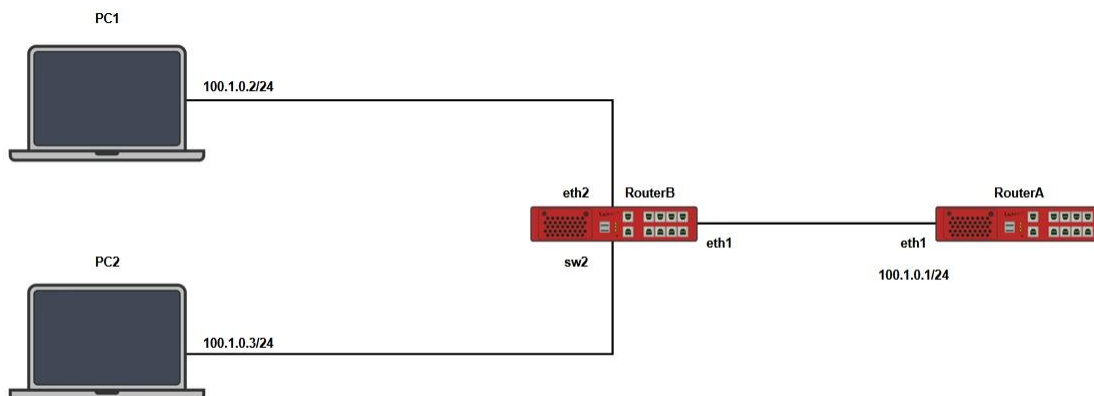 PC1
100.1.0.2/24
eth2
RouterB
RouterA
eth1
eth1
sw2
100.1.0.1/24
PC2
100.1.0.3/24